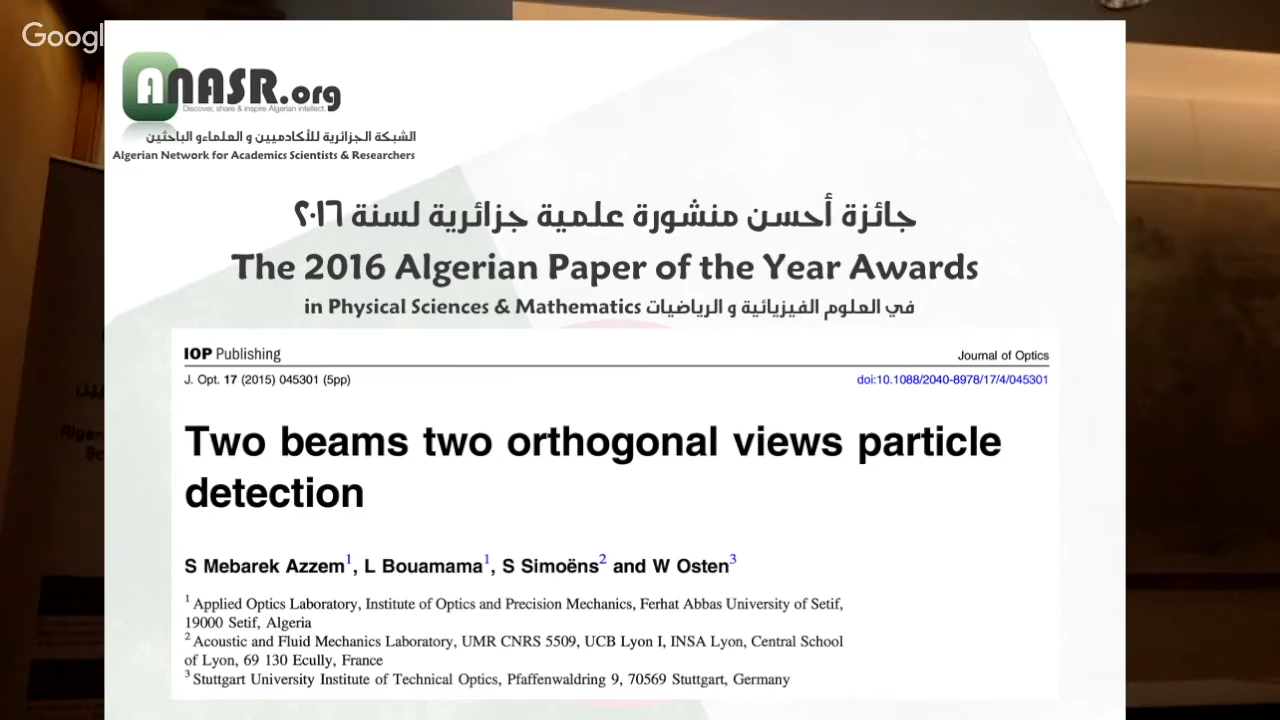 Googl
ANASR.org
Discover, share & inspire Algerian intellect.
الشبكة الجزائرية للأكاديميين و العلماءو الباحثين
Algerian Network for Academics Scientists & Researchers
جائزة أحسن منشورة علمية جزائرية لسنة ٢٠١٦
The 2016 Algerian Paper of the Year Awards
in Physical Sciences & Mathematics في العلوم الفيزيائية و الرياضيات
IOP Publishing
Journal of Optics
J. Opt. 17 (2015) 045301 (5pp)
doi:10.1088/2040-8978/17/4/045301
Two beams two orthogonal views particle
detection
S Mebarek Azzem1, L Bouamama1, S Simoëns2 and W Osten3
1 Applied Optics Laboratory, Institute of Optics and Precision Mechanics, Ferhat Abbas University of Setif,
19000 Setif, Algeria
2 Acoustic and Fluid Mechanics Laboratory, UMR CNRS 5509, UCB Lyon I, INSA Lyon, Central School
of Lyon, 69 130 Ecully, France
3 Stuttgart University Institute of Technical Optics, Pfaffenwaldring 9, 70569 Stuttgart, Germany